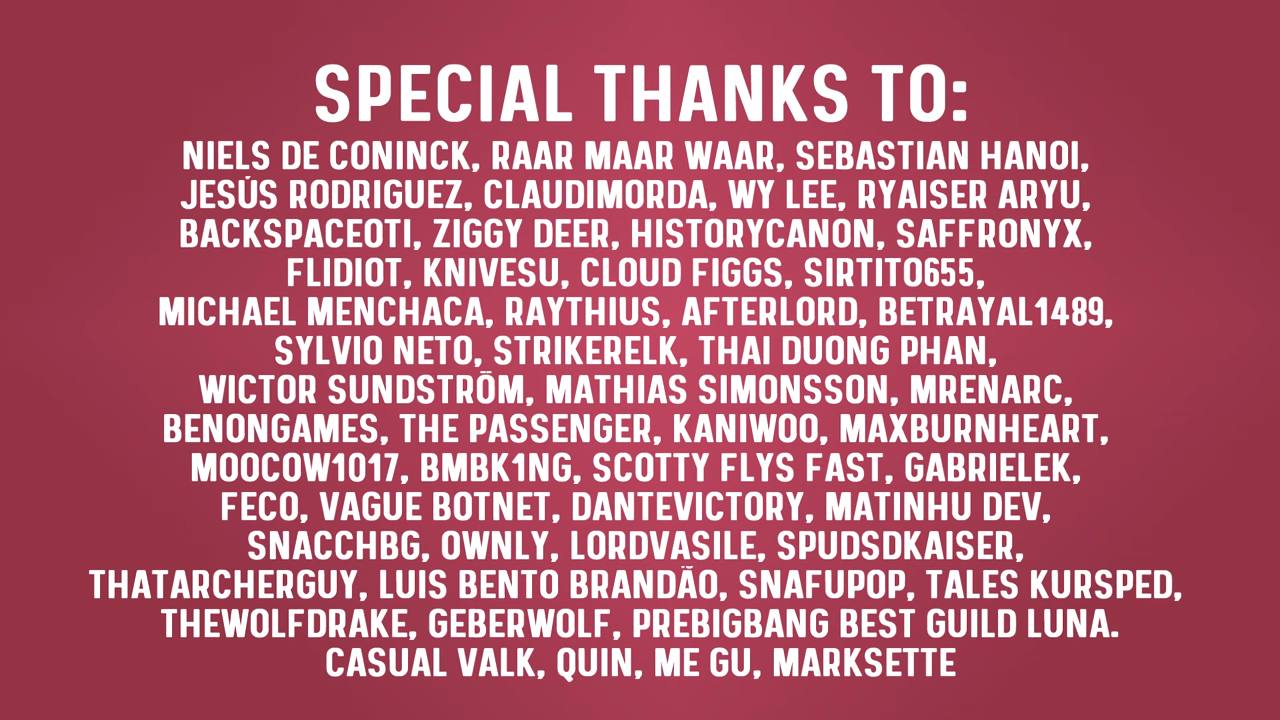 SPECIAL THANKS TO:
NIELS DE CONINCK, RAAR MAAR WAAR, SEBASTIAN HANOI,
JESÚS RODRIGUEZ, CLAUDIMORDA, WY LEE, RYAISER ARYU,
BACKSPACEOTI, ZIGGY DEER, HISTORYCANON, SAFFRONYX,
FLIDIOT, KNIVESU, CLOUD FIGGS, SIRTITO655,
MICHAEL MENCHACA, RAYTHIUS, AFTERLORD, BETRAYAL1489,
SYLVIO NETO, STRIKERELK, THAI DUONG PHAN,
WICTOR SUNDSTRÖM, MATHIAS SIMONSSON, MRENARC,
BENONGAMES, THE PASSENGER, KANIWOO, MAXBURNHEART,
MOOCOW1017, BMBK1NG, SCOTTY FLYS FAST, GABRIELEK,
FECO, VAGUE BOTNET, DANTEVICTORY, MATINHU DEV,
SNACCHBG, OWNLY, LORDVASILE, SPUDSDKAISER,
THATARCHERGUY, LUIS BENTO BRANDÃO, SNAFUPOP, TALES KURSPED,
THEWOLFDRAKE, GEBERWOLF, PREBIGBANG BEST GUILD LUNA.
CASUAL VALK, QUIN, ME GU, MARKSETTE